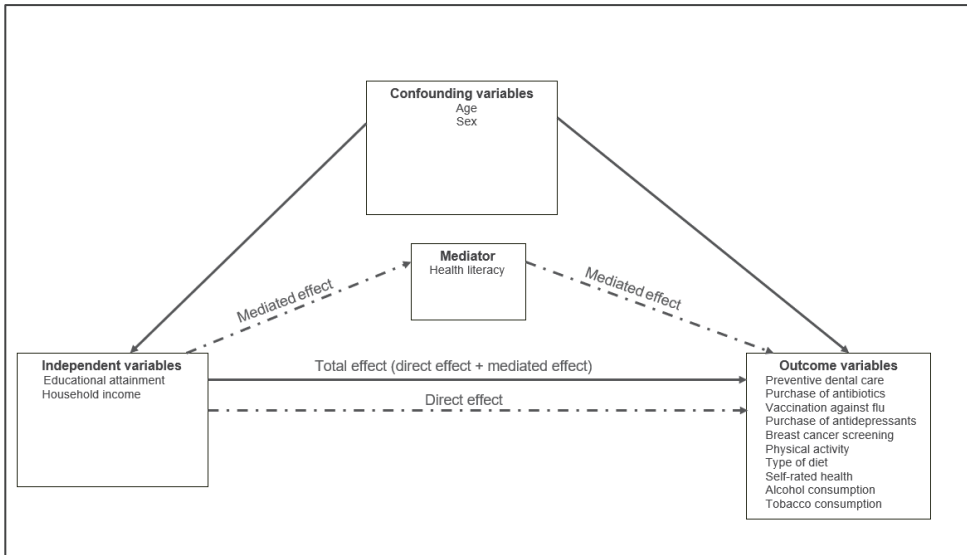 Confounding variables
Age
Sex
Mediator
Health literacy
Mediated effect
Mediated effect
Independent variables
Educational attainment
Household income
Total effect (direct effect + mediated effect)
Direct effect
Outcome variables
Preventive dental care
Purchase of antibiotics
Vaccination against flu
Purchase of antidepressants
Breast cancer screening
Physical activity
Type of diet
Self-rated health
Alcohol consumption
Tobacco consumption